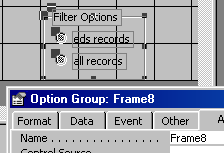 Filter Options
eds records
all records
Option Group: Frame8
Format Data Event Other
Name Frame8
Control Source